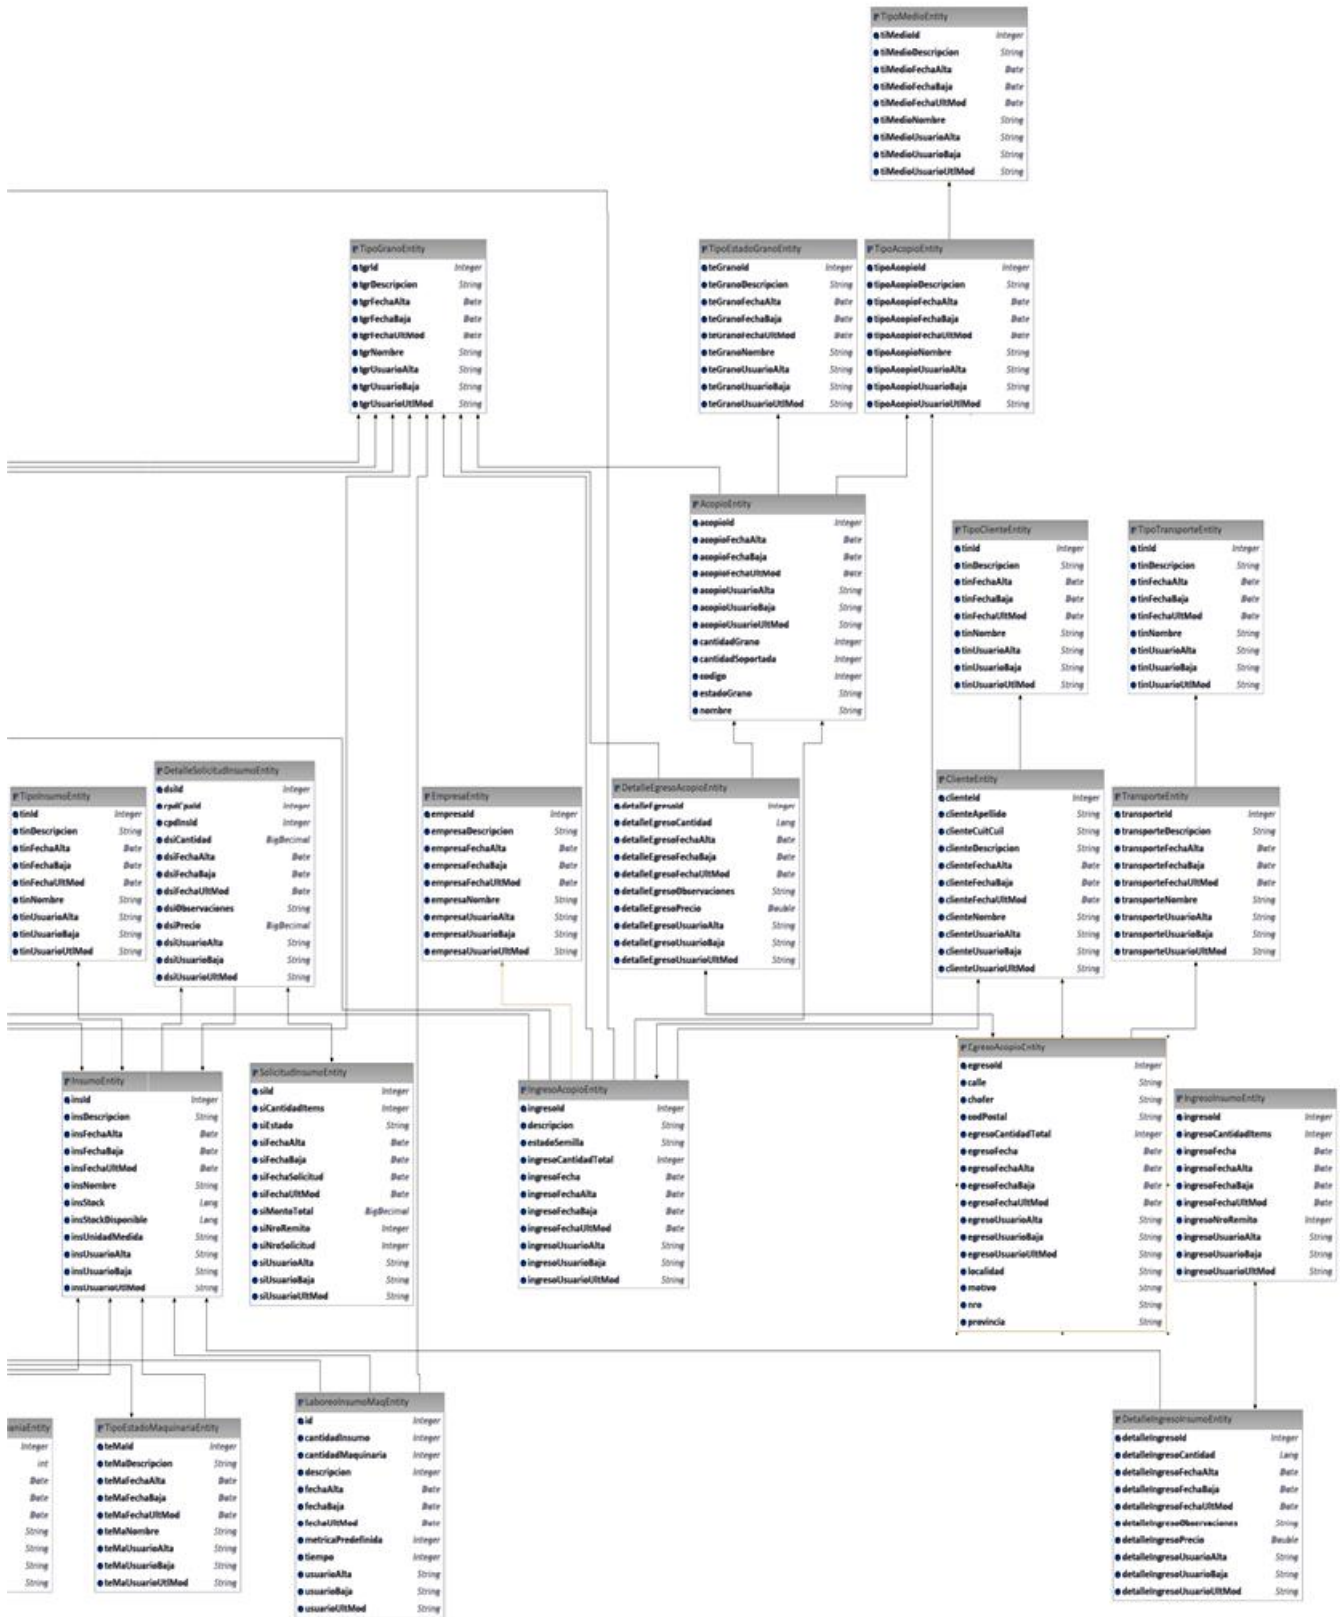 TipoMedioEntity
tiMedioId Integer
tiMedioDescripcion String
tiMedioFechaAlta Date
tiMedioFechaBaja Date
tiMedioFechaUltMod Date
tiMedioNombre String
tiMedioUsuarioAlta String
tiMedioUsuarioBaja String
tiMedioUsuarioUtlMod String
TipoGranoEntity
tgrId Integer
tgrDescripcion String
tgrFechaAlta Date
tgrFechaBaja Date
tgrFechaUltMod Date
tgrNombre String
tgrUsuarioAlta String
tgrUsuarioBaja String
tgrUsuarioUtlMod String
TipoEstadoGranoEntity
teGranoId Integer
teGranoDescripcion String
teGranoFechaAlta Date
teGranoFechaBaja Date
teGranoFechaUltMod Date
teGranoNombre String
teGranoUsuarioAlta String
teGranoUsuarioBaja String
teGranoUsuarioUtlMod String
TipoAcopioEntity
tipoAcopioId Integer
tipoAcopioDescripcion String
tipoAcopioFechaAlta Date
tipoAcopioFechaBaja Date
tipoAcopioFechaUltMod Date
tipoAcopioNombre String
tipoAcopioUsuarioAlta String
tipoAcopioUsuarioBaja String
tipoAcopioUsuarioUtlMod String
AcopioEntity
acopioId Integer
acopioFechaAlta Date
acopioFechaBaja Date
acopioFechaUltMod Date
acopioUsuarioAlta String
acopioUsuarioBaja String
acopioUsuarioUltMod String
cantidadGrano Integer
cantidadSoportada Integer
codigo Integer
estadoGrano String
nombre String
TipoClienteEntity
tinId Integer
tinDescripcion String
tinFechaAlta Date
tinFechaBaja Date
tinFechaUltMod Date
tinNombre String
tinUsuarioAlta String
tinUsuarioBaja String
tinUsuarioUtlMod String
TipoTransporteEntity
tinId Integer
tinDescripcion String
tinFechaAlta Date
tinFechaBaja Date
tinFechaUltMod Date
tinNombre String
tinUsuarioAlta String
tinUsuarioBaja String
tinUsuarioUtlMod String
TipoInsumoEntity
tinId Integer
tinDescripcion String
tinFechaAlta Date
tinFechaBaja Date
tinFechaUltMod Date
tinNombre String
tinUsuarioAlta String
tinUsuarioBaja String
tinUsuarioUtlMod String
DetalleSolicitudInsumoEntity
dsiId Integer
Integer
cpdInsId Integer
dsiCantidad BigDecimal
dsiFechaAlta Date
dsiFechaBaja Date
dsiFechaUltMod Date
dsiObservaciones String
dsiPrecio BigDecimal
dsiUsuarioAlta String
dsiUsuarioBaja String
dsiUsuarioUltMod String
EmpresaEntity
empresaId Integer
empresaDescripcion String
empresaFechaAlta Date
empresaFechaBaja Date
empresaFechaUltMod Date
empresaNombre String
empresaUsuarioAlta String
empresaUsuarioBaja String
empresaUsuarioUltMod String
DetalleEgresoAcopioEntity
detalleEgresoId Integer
detalleEgresoCantidad Long
detalleEgresoFechaAlta Date
detalleEgresoFechaBaja Date
detalleEgresoFechaUltMod Date
detalleEgresoObservaciones String
detalleEgresoPrecio Double
detalleEgresoUsuarioAlta String
detalleEgresoUsuarioBaja String
detalleEgresoUsuarioUltMod String
ClienteEntity
clienteId Integer
clienteApellido String
clienteCuitCuil String
clienteDescripcion String
clienteFechaAlta Date
clienteFechaBaja Date
clienteFechaUltMod Date
clienteNombre String
clienteUsuarioAlta String
clienteUsuarioBaja String
clienteUsuarioUltMod String
TransporteEntity
transporteId Integer
transporteDescripcion String
transporteFechaAlta Date
transporteFechaBaja Date
transporteFechaUltMod Date
transporteNombre String
transporteUsuarioAlta String
transporteUsuarioBaja String
transporteUsuarioUltMod String
InsumoEntity
insId Integer
insDescripcion String
insFechaAlta Date
insFechaBaja Date
insFechaUltMod Date
insNombre String
insStock Long
insStockDisponible Long
insUnidadMedida String
insUsuarioAlta String
insUsuarioBaja String
insUsuarioUtlMod String
SolicitudInsumoEntity
siId Integer
siCantidadItems Integer
siEstado String
siFechaAlta Date
siFechaBaja Date
siFechaSolicitud Date
siFechaUltMod Date
siMontoTotal BigDecimal
siNroRemito Integer
siNroSolicitud Integer
siUsuarioAlta String
siUsuarioBaja String
siUsuarioUltMod String
IngresoAcopioEntity
ingresoId Integer
descripcion String
estadoSemilla String
ingresoCantidadTotal Integer
ingresoFecha Date
ingresoFechaAlta Date
ingresoFechaBaja Date
ingresoFechaUltMod Date
ingresoUsuarioAlta String
ingresoUsuarioBaja String
ingresoUsuarioUltMod String
EgresoAcopioEntity
egresoId Integer
calle String
chofer String
codPostal String
egresoCantidadTotal Integer
egresoFecha Date
egresoFechaAlta Date
egresoFechaBaja Date
egresoFechaUltMod Date
egresoUsuarioAlta String
egresoUsuarioBaja String
egresoUsuarioUltMod String
localidad String
motivo String
nro String
provincia String
IngresoInsumoEntity
ingresoId Integer
ingresoCantidadItems Integer
ingresoFecha Date
ingresoFechaAlta Date
ingresoFechaBaja Date
ingresoFechaUltMod Date
ingresoNroRemito Integer
ingresoUsuarioAlta String
ingresoUsuarioBaja String
ingresoUsuarioUltMod String
ariaEntity
Integer
int
Date
Date
Date
String
String
String
String
TipoEstadoMaquinariaEntity
teMaId Integer
teMaDescripcion String
teMaFechaAlta Date
teMaFechaBaja Date
teMaFechaUltMod Date
teMaNombre String
teMaUsuarioAlta String
teMaUsuarioBaja String
teMaUsuarioUtlMod String
LaboreoInsumoMaqEntity
id Integer
cantidadInsumo Integer
cantidadMaquinaria Integer
descripcion Integer
fechaAlta Date
fechaBaja Date
fechaUltMod Date
metricaPredefinida Integer
tiempo Integer
usuarioAlta String
usuarioBaja String
usuarioUltMod String
DetalleIngresoInsumoEntity
detalleIngresoId Integer
detalleIngresoCantidad Long
detalleIngresoFechaAlta Date
detalleIngresoFechaBaja Date
detalleIngresoFechaUltMod Date
detalleIngresoObservaciones String
detalleIngresoPrecio Double
detalleIngresoUsuarioAlta String
detalleIngresoUsuarioBaja String
detalleIngresoUsuarioUltMod String